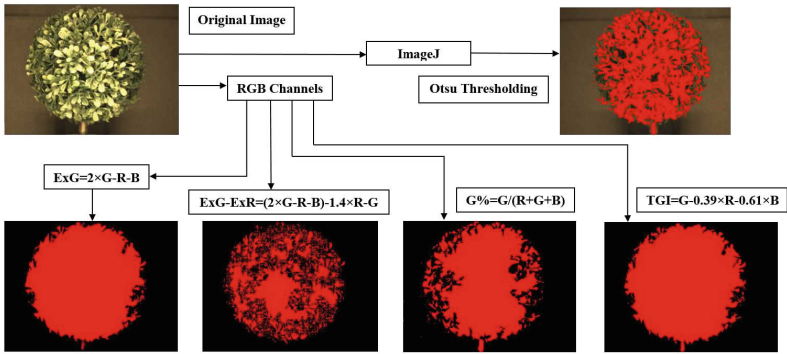 Original Image
ImageJ
RGB Channels
Otsu Thresholding
ExG=2×G-R-B
ExG-ExR=(2×G-R-B)-1.4×R-G
G%=G/(R+G+B)
TGI=G-0.39×R-0.61×B